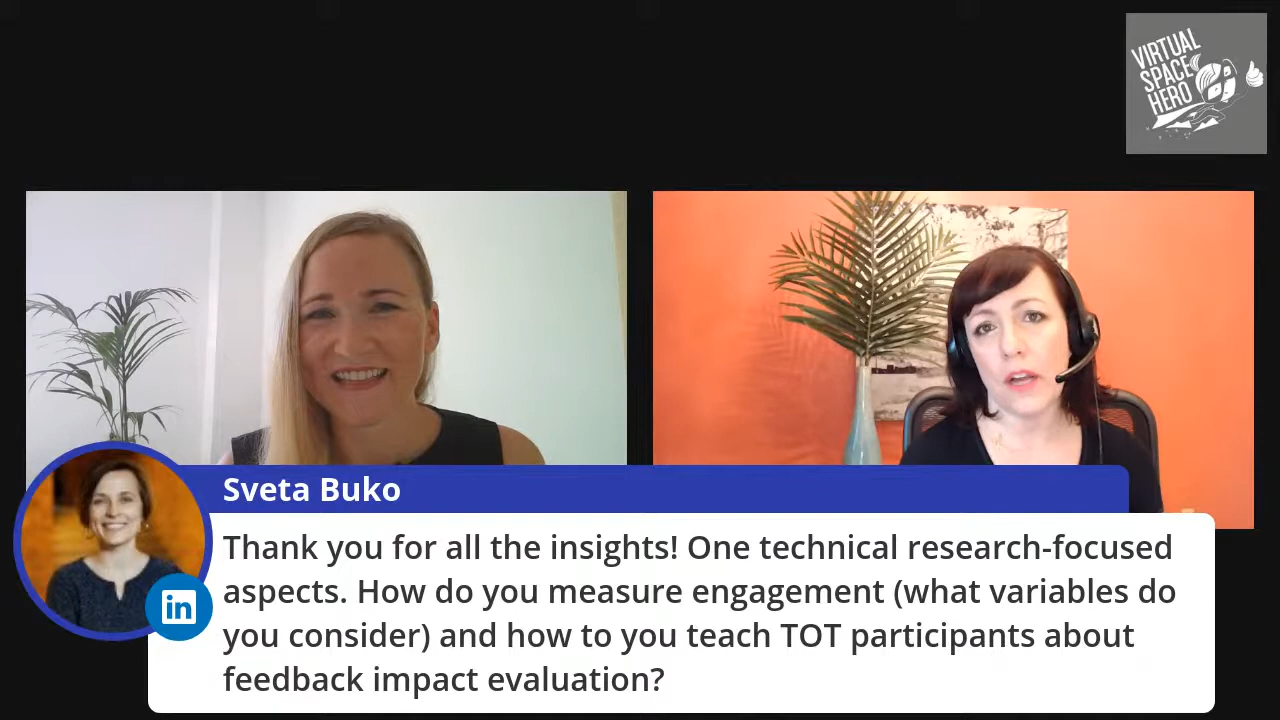 VIRTUAL
SPACE
HERO
Sveta Buko
Thank you for all the insights! One technical research-focused
aspects. How do you measure engagement (what variables do
you consider) and how to you teach TOT participants about
feedback impact evaluation?
in